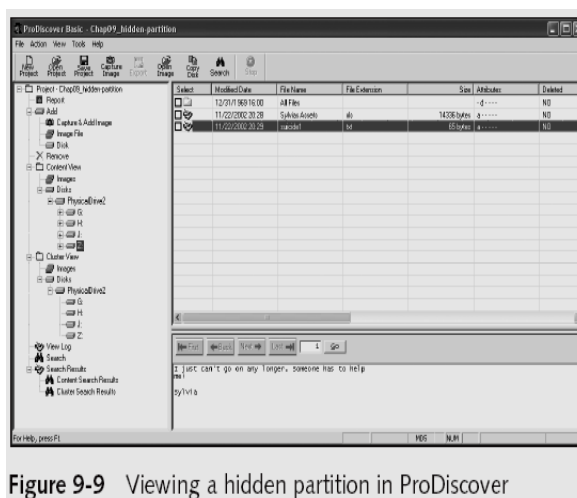 ProDiscover Basic - Chap09_hidden-partition
File Action View Tools Help
New Project Open Project Save Project Capture Image Export Open Image Copy Disk Search Stop
Project - Chap09_hidden-partition
Report
Add
Capture & Add Image
Image File
Disk
Remove
Content View
Images
Disks
PhysicalDrive2
G:
H:
J:
Z:
Cluster View
Images
Disks
PhysicalDrive2
G:
H:
J:
Z:
View Log
Search
Search Results
Content Search Results
Cluster Search Results
Select Modified Date File Name File Extension Size Attributes Deleted
12/31/1969 16:00 All Files -d---- NO
11/22/2002 20:28 Sylvias Assets xls 14336 bytes a----- NO
11/22/2002 20:29 suicide1 txt 65 bytes a----- NO
First Back Next Last 1 Go
I just can't go on any longer. Someone has to help
me!
Sylvia
For Help, press F1 NUM
Figure 9-9 Viewing a hidden partition in ProDiscover